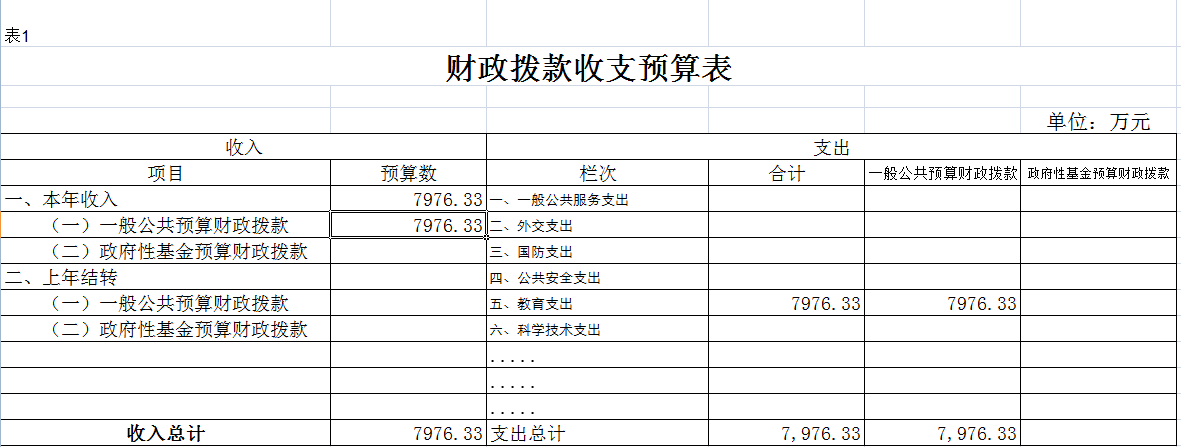 表1
财政拨款收支预算表
单位：万元
收入 支出
项目 预算数 栏次 合计 一般公共预算财政拨款 政府性基金预算财政拨款
一、本年收入 7976.33 一、一般公共服务支出
（一）一般公共预算财政拨款 7976.33 二、外交支出
（二）政府性基金预算财政拨款 三、国防支出
二、上年结转 四、公共安全支出
（一）一般公共预算财政拨款 五、教育支出 7976.33 7976.33
（二）政府性基金预算财政拨款 六、科学技术支出
.....
.....
.....
收入总计 7976.33 支出总计 7,976.33 7,976.33